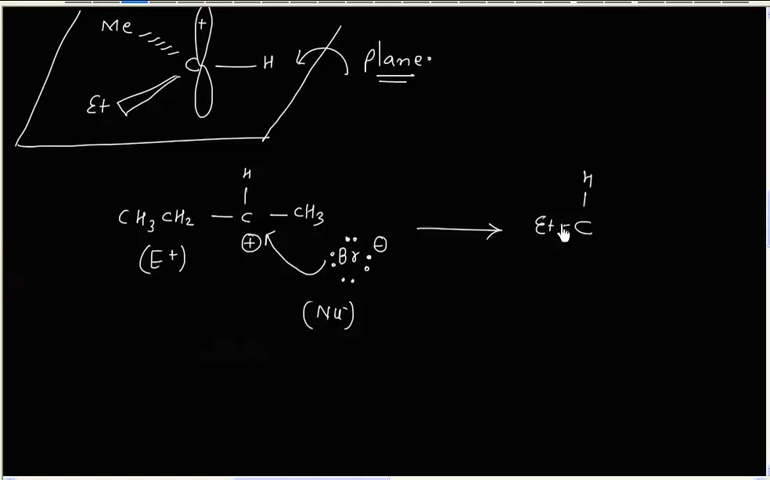 +
Me
C — H
plane.
Et
H
CH3CH2 — C — CH3
+
(E+)
:Br: −
(Nu−)
H
Et – C